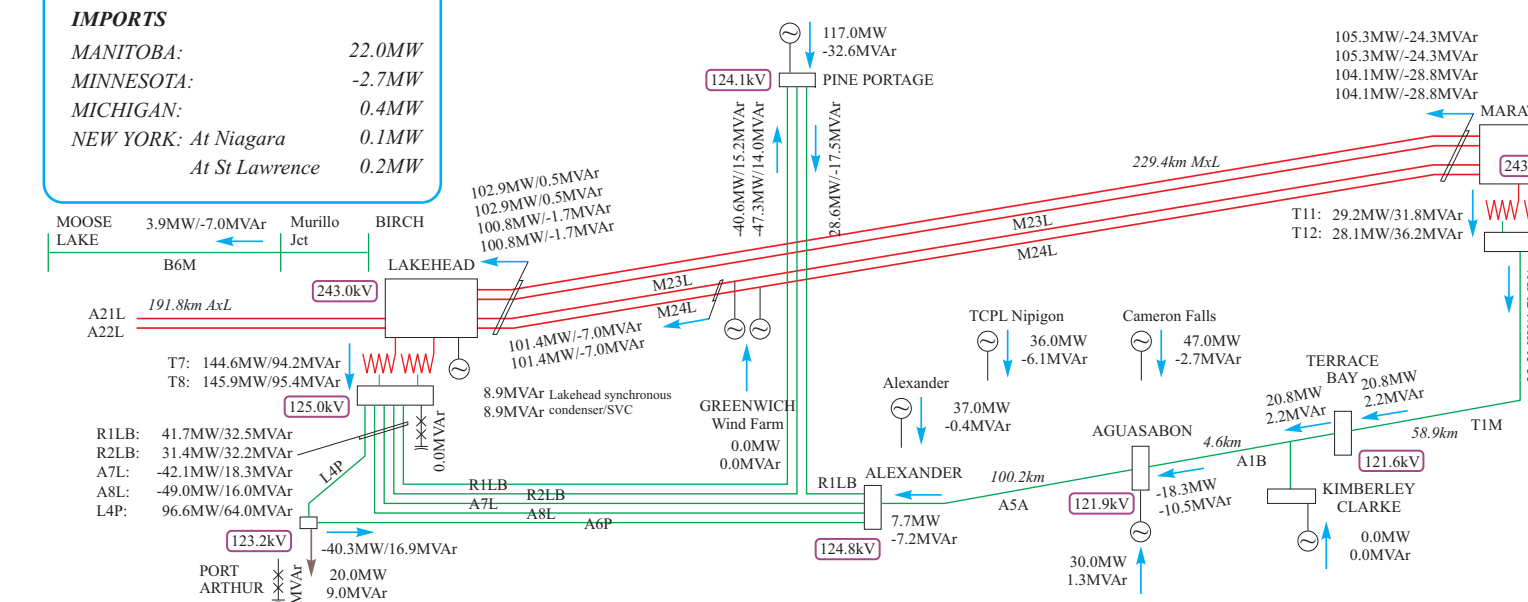 IMPORTS
MANITOBA: 22.0MW
MINNESOTA: -2.7MW
MICHIGAN: 0.4MW
NEW YORK: At Niagara 0.1MW
At St Lawrence 0.2MW
117.0MW
-32.6MVAr
124.1kV
PINE PORTAGE
-40.6MW/15.2MVAr
-47.3MW/14.0MVAr
28.6MW/-17.5MVAr
105.3MW/-24.3MVAr
105.3MW/-24.3MVAr
104.1MW/-28.8MVAr
104.1MW/-28.8MVAr
229.4km MxL
M23L
M24L
T11: 29.2MW/31.8MVAr
T12: 28.1MW/36.2MVAr
MOOSE
LAKE
3.9MW/-7.0MVAr
Murillo
Jct
BIRCH
B6M
102.9MW/0.5MVAr
102.9MW/0.5MVAr
100.8MW/-1.7MVAr
100.8MW/-1.7MVAr
LAKEHEAD
243.0kV
A21L
A22L
191.8km AxL
M23L
M24L
101.4MW/-7.0MVAr
101.4MW/-7.0MVAr
T7: 144.6MW/94.2MVAr
T8: 145.9MW/95.4MVAr
125.0kV
8.9MVAr
8.9MVAr
Lakehead synchronous
condenser/SVC
0.0MVAr
GREENWICH
Wind Farm
0.0MW
0.0MVAr
TCPL Nipigon
36.0MW
-6.1MVAr
Cameron Falls
47.0MW
-2.7MVAr
Alexander
37.0MW
-0.4MVAr
R1LB: 41.7MW/32.5MVAr
R2LB: 31.4MW/32.2MVAr
A7L: -42.1MW/18.3MVAr
A8L: -49.0MW/16.0MVAr
L4P: 96.6MW/64.0MVAr
L4P
R1LB
R2LB
A7L
A8L
A6P
R1LB
ALEXANDER
7.7MW
-7.2MVAr
124.8kV
100.2km
A5A
AGUASABON
121.9kV
-18.3MW
-10.5MVAr
30.0MW
1.3MVAr
4.6km
A1B
20.8MW
2.2MVAr
TERRACE
BAY
20.8MW
2.2MVAr
58.9km
T1M
121.6kV
KIMBERLEY
CLARKE
0.0MW
0.0MVAr
123.2kV
-40.3MW/16.9MVAr
PORT
ARTHUR
20.0MW
9.0MVAr